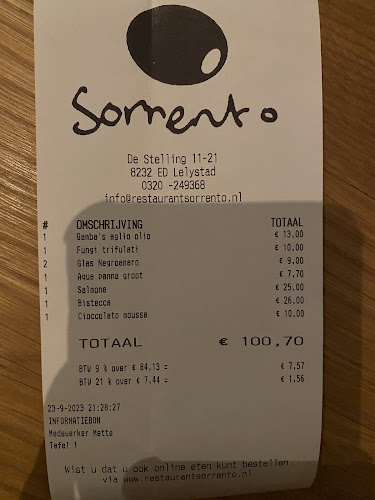 Sorrento
De Stelling 11-21
8232 ED Lelystad
0320 -249368
info@restaurantsorrento.nl
# OMSCHRIJVING TOTAAL
1 Gamba's aglio olio € 13,00
1 Fungi trifulati € 10,00
2 Glas Negroamaro € 9,00
1 Aqua panna groot € 7,70
1 Salmone € 25,00
1 Bistecca € 26,00
1 Cioccolato mousse € 10,00
TOTAAL € 100,70
BTW 9 % over € 84,13 = € 7,57
BTW 21 % over € 7,44 = € 1,56
23-9-2023 21:28:27
INFORMATIEBON
Medewerker Mette
Tafel 1
Wist u dat u ook online eten kunt bestellen
via www.restaurantsorrento.nl